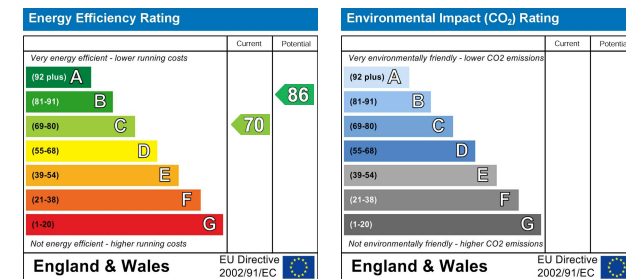 Energy Efficiency Rating
Current Potential
Very energy efficient - lower running costs
(92 plus) A
(81-91) B
86
(69-80) C
70
(55-68) D
(39-54) E
(21-38) F
(1-20) G
Not energy efficient - higher running costs
England & Wales
EU Directive
2002/91/EC
Environmental Impact (CO₂) Rating
Current Potential
Very environmentally friendly - lower CO2 emissions
(92 plus) A
(81-91) B
(69-80) C
(55-68) D
(39-54) E
(21-38) F
(1-20) G
Not environmentally friendly - higher CO2 emissions
England & Wales
EU Directive
2002/91/EC